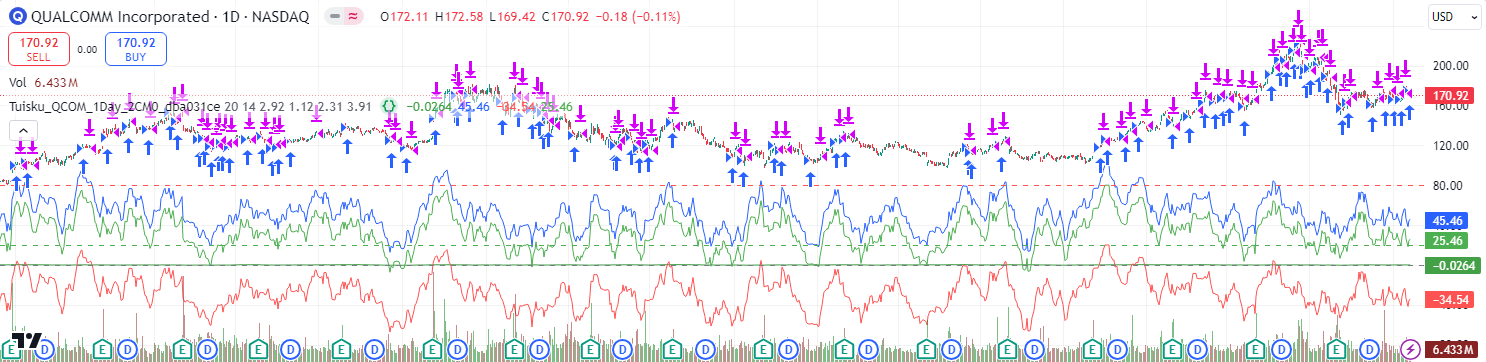 QUALCOMM Incorporated · 1D · NASDAQ O172.11 H172.58 L169.42 C170.92 −0.18 (−0.11%)
USD
170.92 SELL
0.00
170.92 BUY
Vol 6.433 M
Tuisku_QCOM_1Day_2CM0_dba031ce 20 14 2.92 1.12 2.31 3.91 −0.0264 45.46 −34.54 25.46
200.00
170.92
160.00
120.00
80.00
45.46
25.46
−0.0264
−34.54
6.433 M
E D E D E D E D E D E D E D E D E D E D E D E D E D E D E D E D E D